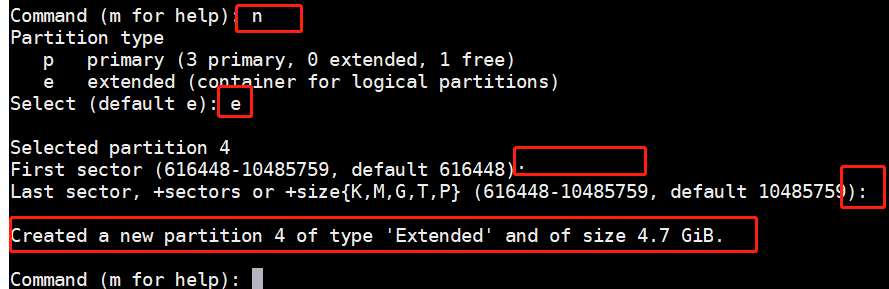 Command (m for help): n
Partition type
p   primary (3 primary, 0 extended, 1 free)
e   extended (container for logical partitions)
Select (default e): e
Selected partition 4
First sector (616448-10485759, default 616448):
Last sector, +sectors or +size{K,M,G,T,P} (616448-10485759, default 10485759):
Created a new partition 4 of type 'Extended' and of size 4.7 GiB.
Command (m for help):